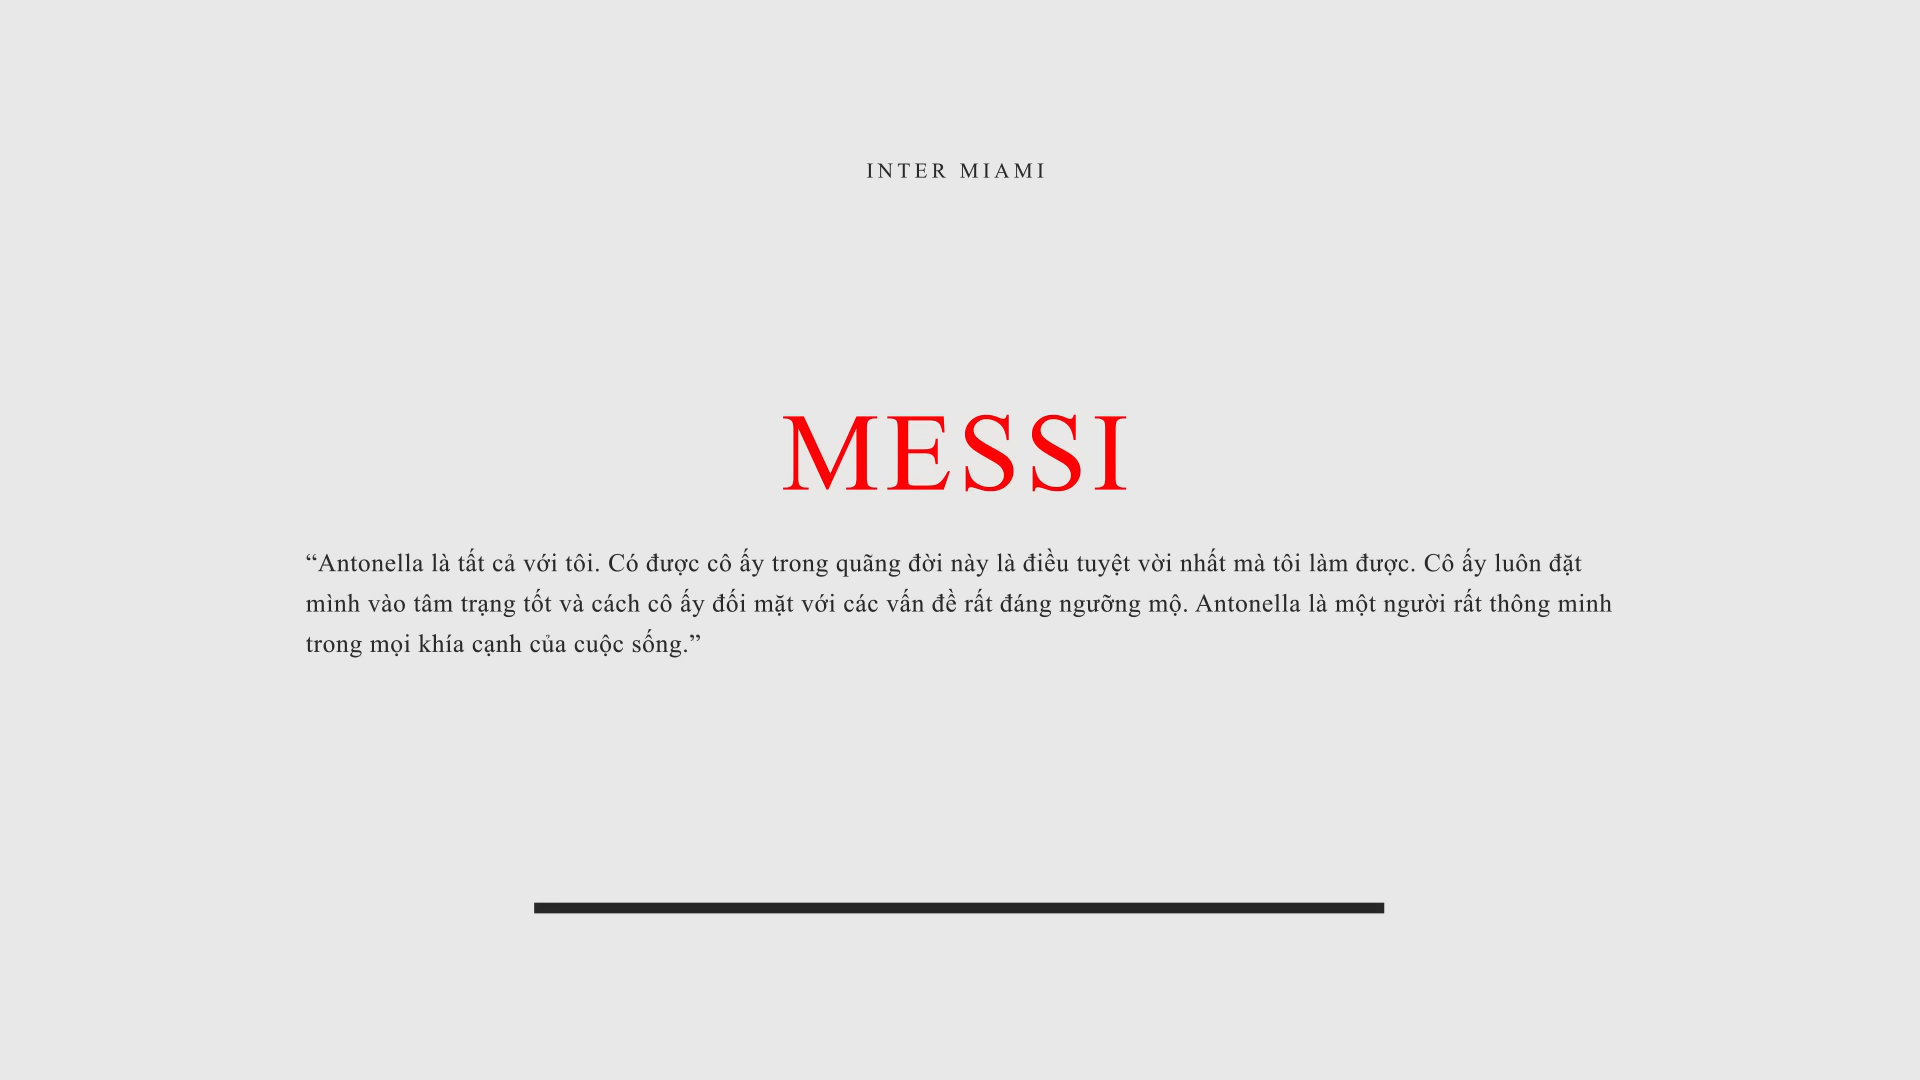 INTER MIAMI
MESSI
“Antonella là tất cả với tôi. Có được cô ấy trong quãng đời này là điều tuyệt vời nhất mà tôi làm được. Cô ấy luôn đặt
mình vào tâm trạng tốt và cách cô ấy đối mặt với các vấn đề rất đáng ngưỡng mộ. Antonella là một người rất thông minh
trong mọi khía cạnh của cuộc sống.”